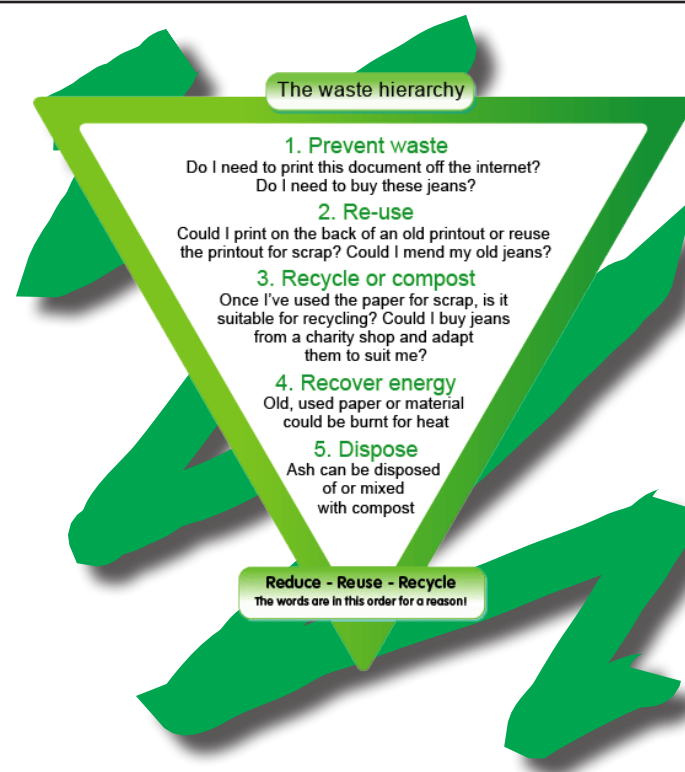 The waste hierarchy
1. Prevent waste
Do I need to print this document off the internet?
Do I need to buy these jeans?
2. Re-use
Could I print on the back of an old printout or reuse
the printout for scrap? Could I mend my old jeans?
3. Recycle or compost
Once I’ve used the paper for scrap, is it
suitable for recycling? Could I buy jeans
from a charity shop and adapt
them to suit me?
4. Recover energy
Old, used paper or material
could be burnt for heat
5. Dispose
Ash can be disposed
of or mixed
with compost
Reduce - Reuse - Recycle
The words are in this order for a reason!